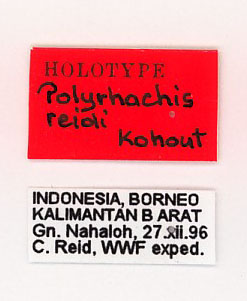 HOLOTYPE
Polyrhachis
reidi
Kohout
INDONESIA, BORNEO
KALIMANTAN B ARAT
Gn. Nahaloh, 27.xii.96
C. Reid, WWF exped.